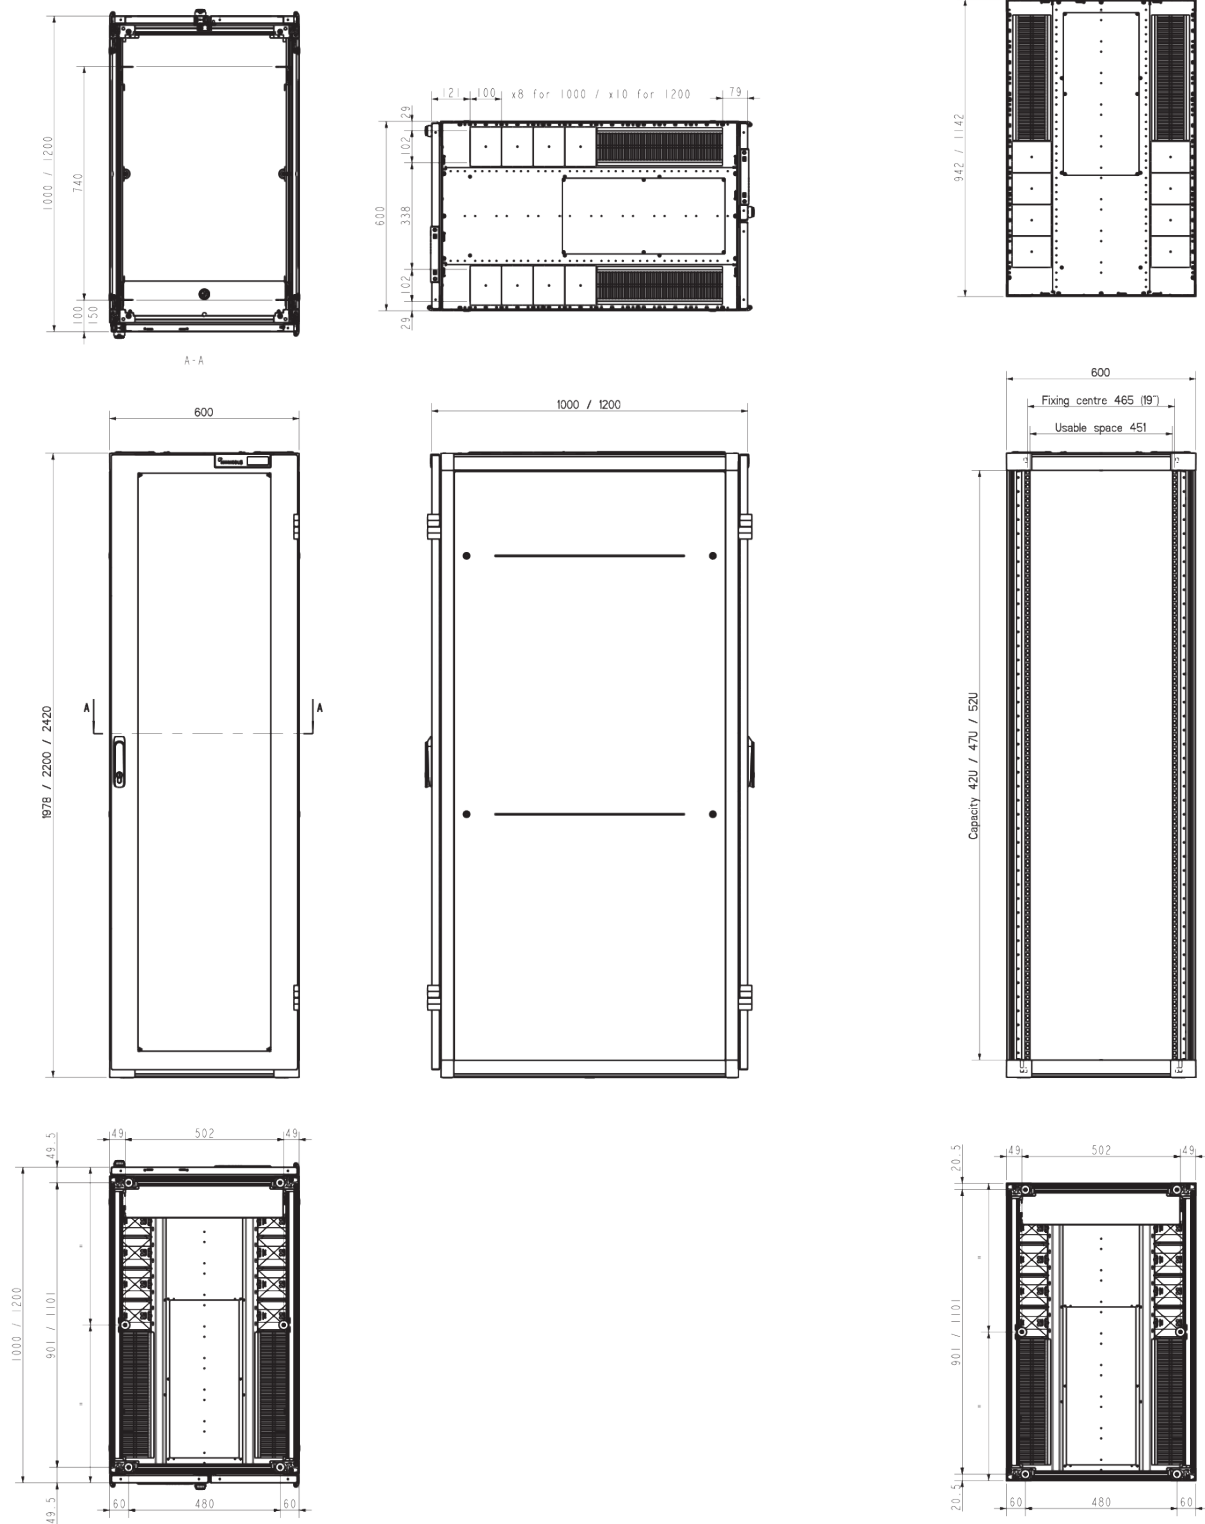 1000 / 1200
740
100
150
A-A
121
100
x8 for 1000 / x10 for 1200
79
29
102
600
338
102
29
942 / 1142
600
1978 / 2200 / 2420
A
A
1000 / 1200
600
Fixing centre 465 (19")
Usable space 451
Capacity 42U / 47U / 52U
49
502
49
49.5
1000 / 1200
901 / 1101
=
=
49.5
60
480
60
49
502
49
20.5
901 / 1101
=
=
20.5
60
480
60